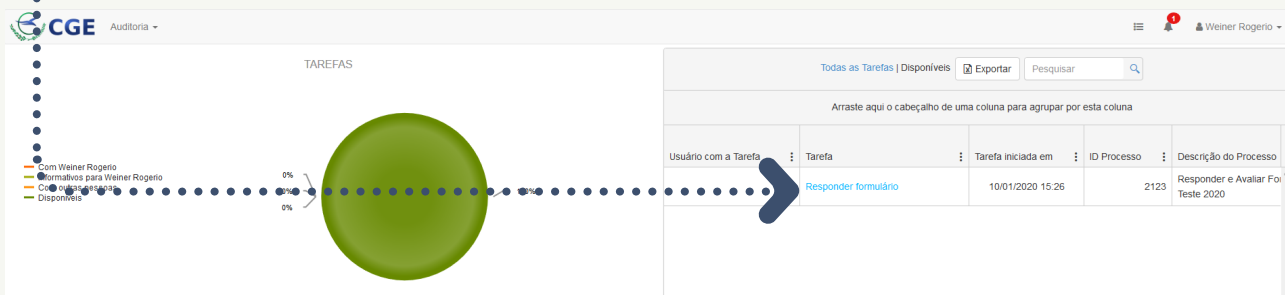 CGE
Auditoria
1
Weiner Rogerio
TAREFAS
Com Weiner Rogerio
Informativos para Weiner Rogerio
Com outras pessoas
Disponíveis
0%
0%
0%
Todas as Tarefas | Disponíveis
Exportar
Pesquisar
Arraste aqui o cabeçalho de uma coluna para agrupar por esta coluna
Usuário com a Tarefa
Tarefa
Tarefa iniciada em
ID Processo
Descrição do Processo
Responder formulário
10/01/2020 15:26
2123
Responder e Avaliar For
Teste 2020